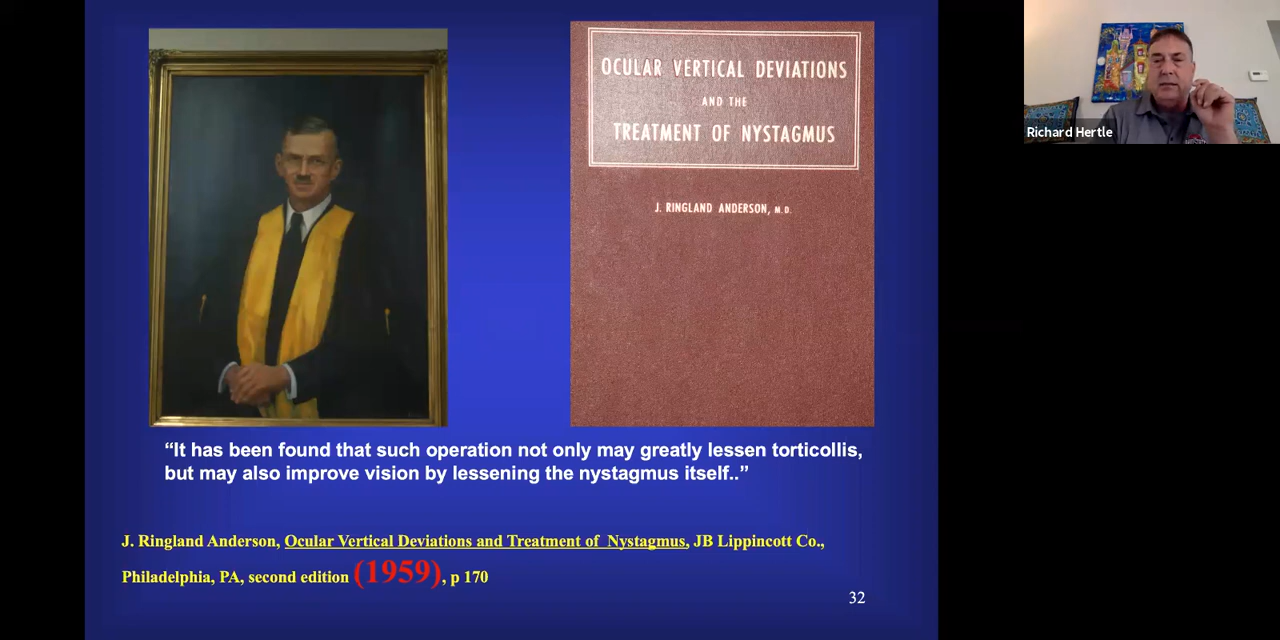 OCULAR VERTICAL DEVIATIONS
AND THE
TREATMENT OF NYSTAGMUS
J. RINGLAND ANDERSON, M.D.
Richard Hertle
“It has been found that such operation not only may greatly lessen torticollis,
but may also improve vision by lessening the nystagmus itself..”
J. Ringland Anderson, Ocular Vertical Deviations and Treatment of Nystagmus, JB Lippincott Co.,
Philadelphia, PA, second edition (1959), p 170
32